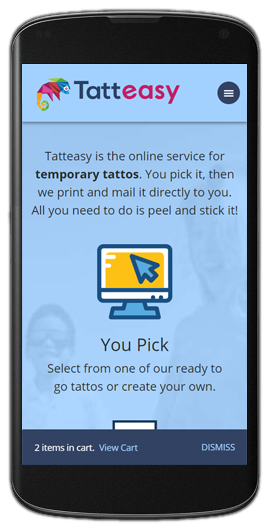 Tatteasy
Tatteasy is the online service for
temporary tattos. You pick it, then
we print and mail it directly to you.
All you need to do is peel and stick it!
You Pick
Select from one of our ready to
go tattos or create your own.
2 items in cart. View Cart DISMISS